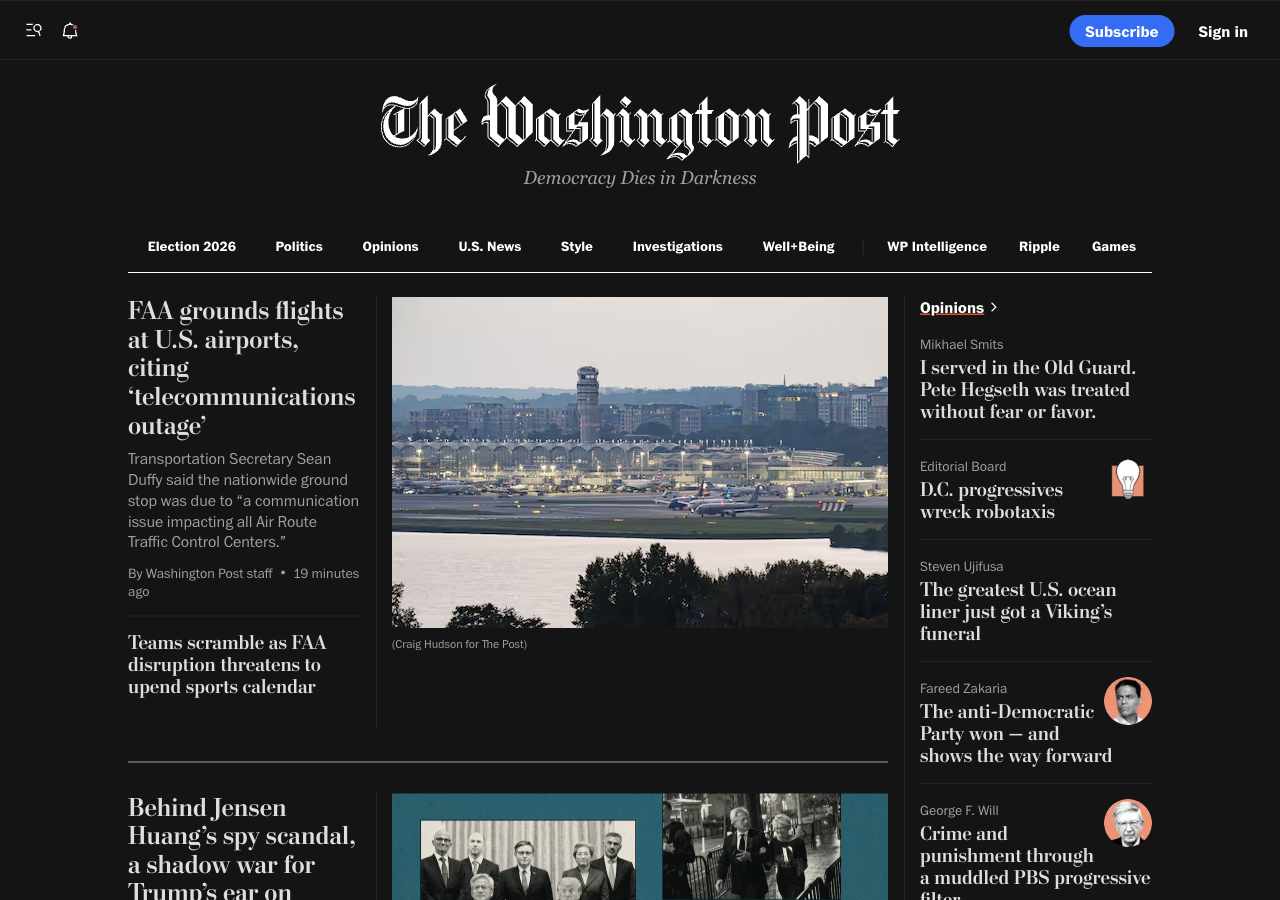 Subscribe
Sign in
The Washington Post
Democracy Dies in Darkness
Election 2026
Politics
Opinions
U.S. News
Style
Investigations
Well+Being
WP Intelligence
Ripple
Games
FAA grounds flights
at U.S. airports,
citing
‘telecommunications
outage’
Transportation Secretary Sean
Duffy said the nationwide ground
stop was due to “a communication
issue impacting all Air Route
Traffic Control Centers.”
By Washington Post staff • 19 minutes
ago
Teams scramble as FAA
disruption threatens to
upend sports calendar
(Craig Hudson for The Post)
Behind Jensen
Huang’s spy scandal,
a shadow war for
Trump’s ear on
Opinions >
Mikhael Smits
I served in the Old Guard.
Pete Hegseth was treated
without fear or favor.
Editorial Board
D.C. progressives
wreck robotaxis
Steven Ujifusa
The greatest U.S. ocean
liner just got a Viking’s
funeral
Fareed Zakaria
The anti-Democratic
Party won — and
shows the way forward
George F. Will
Crime and
punishment through
a muddled PBS progressive
filter